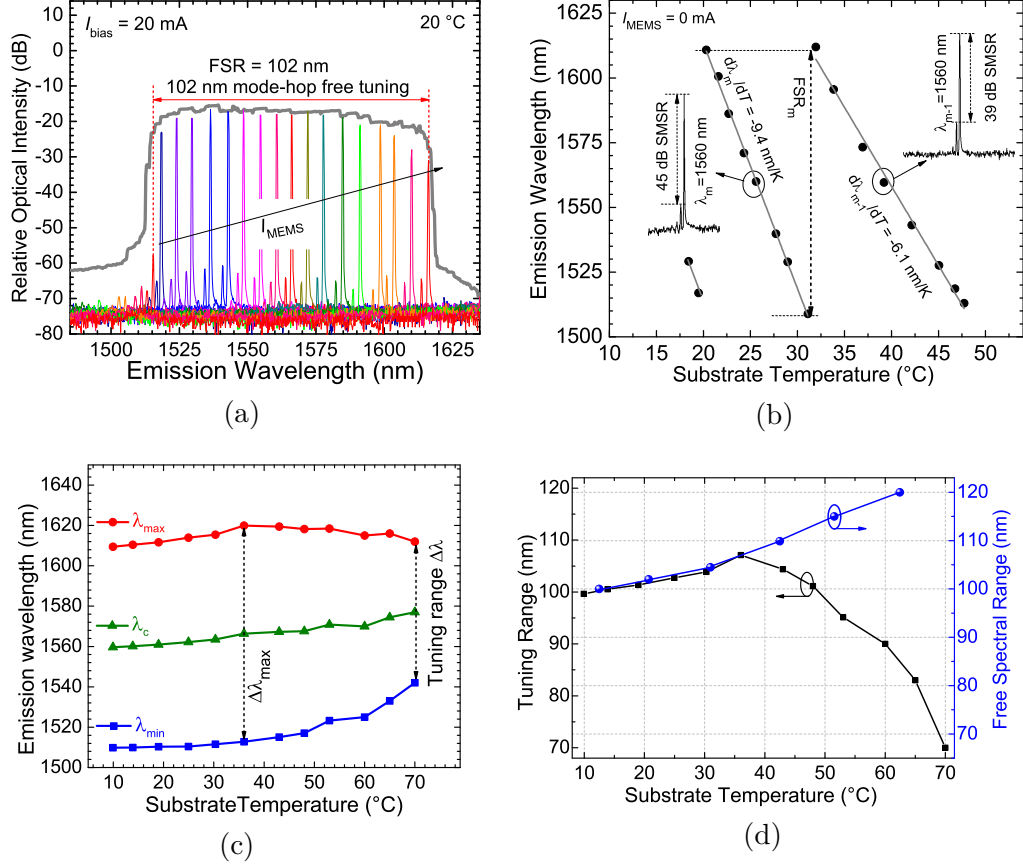 I_bias = 20 mA
20 °C
FSR = 102 nm
102 nm mode-hop free tuning
I_MEMS
Relative Optical Intensity (dB)
10
0
-10
-20
-30
-40
-50
-60
-70
-80
1500
1525
1550
1575
1600
1625
Emission Wavelength (nm)
(a)
I_MEMS = 0 mA
Emission Wavelength (nm)
1625
1600
1575
1550
1525
1500
dλ_m/dT = -9.4 nm/K
FSR_m
45 dB SMSR
λ_m=1560 nm
λ_m-1=1560 nm
39 dB SMSR
dλ_m-1/dT = -6.1 nm/K
10
15
20
25
30
35
40
45
50
Substrate Temperature (°C)
(b)
Emission wavelength (nm)
1640
1620
1600
1580
1560
1540
1520
1500
λ_max
λ_c
λ_min
Δλ_max
Tuning range Δλ
10
20
30
40
50
60
70
SubstrateTemperature (°C)
(c)
Tuning Range (nm)
120
110
100
90
80
70
Free Spectral Range (nm)
120
110
100
90
80
70
10
20
30
40
50
60
70
Substrate Temperature (°C)
(d)